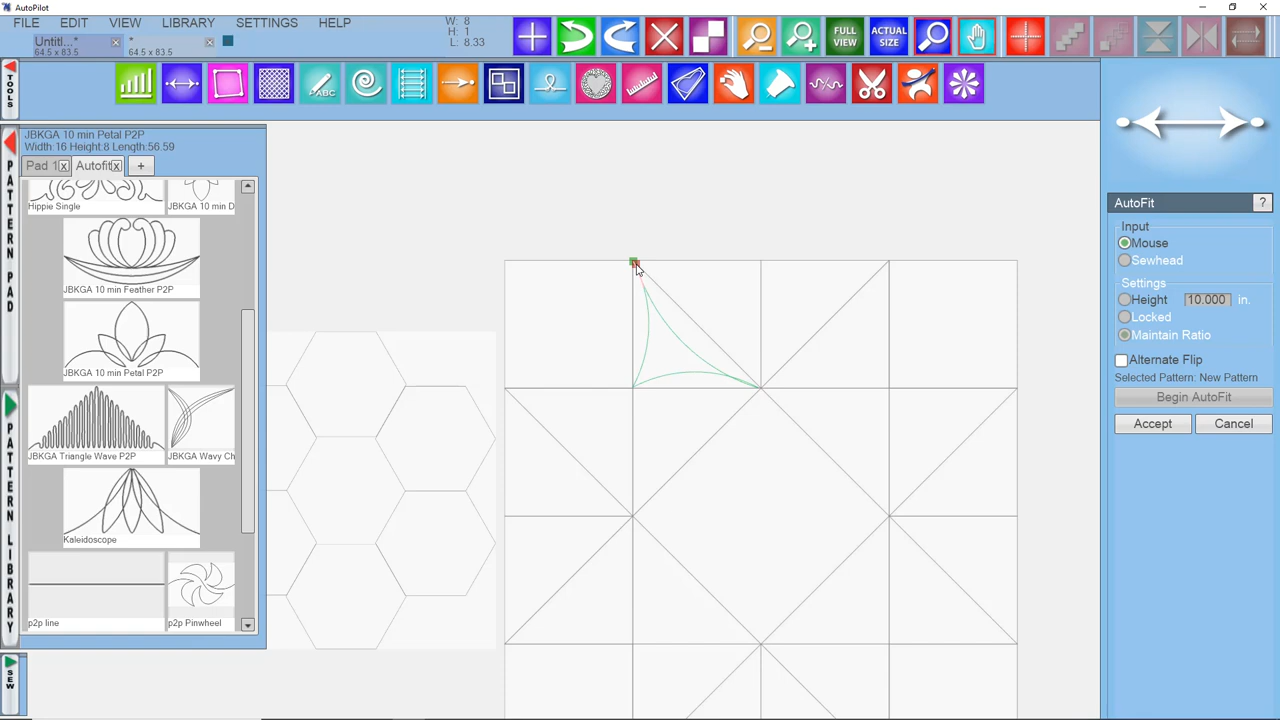 AutoPilot
FILE EDIT VIEW LIBRARY SETTINGS HELP
W: 8
H: 1
L: 8.33
Untitl...* x
64.5 x 83.5
* x
64.5 x 83.5
FULL VIEW
ACTUAL SIZE
TOOLS
ABC
JBKGA 10 min Petal P2P
Width:16 Height:8 Length:56.59
Pad 1 x
Autofit x
+
PATTERN PAD
PATTERN LIBRARY
SEW
Hippie Single
JBKGA 10 min D
JBKGA 10 min Feather P2P
JBKGA 10 min Petal P2P
JBKGA Triangle Wave P2P
JBKGA Wavy Ch
Kaleidoscope
p2p line
p2p Pinwheel
AutoFit ?
Input
Mouse
Sewhead
Settings
Height 10.000 in.
Locked
Maintain Ratio
Alternate Flip
Selected Pattern: New Pattern
Begin AutoFit
Accept Cancel